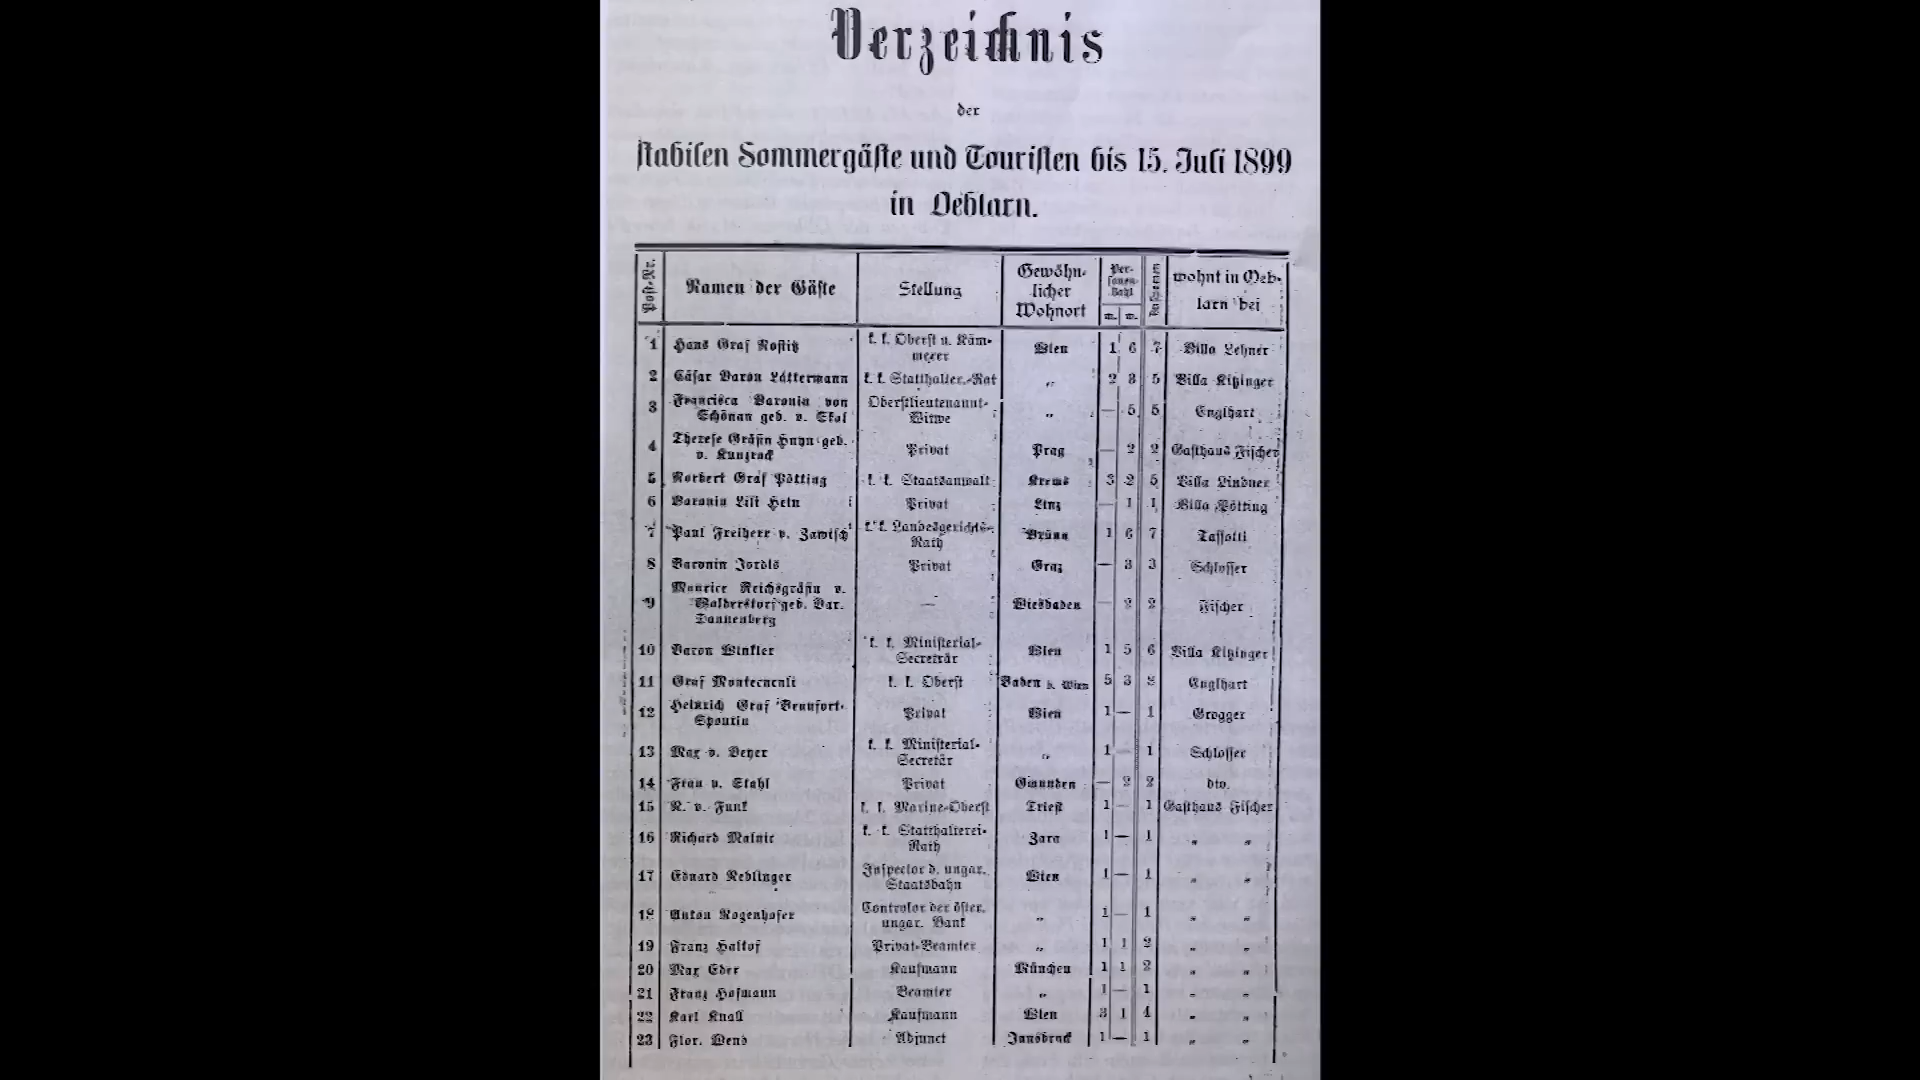 Verzeichnis
der
stabilen Sommergäste und Touristen bis 15. Juli 1899
in Oeblarn.
Post-Nr. Namen der Gäste Stellung Gewöhnlicher Wohnort Personen-Zahl m. w. Zusammen wohnt in Oeblarn bei
1 Hans Graf Nostitz k. k. Oberst u. Kämmerer Wien 1 6 7 Villa Lehner
2 Cäsar Baron Lattermann k. k. Statthalter.-Rat „ 2 3 5 Villa Kitzinger
3 Francisca Baronin von Schönau geb. v. Skal Oberstlieutenannt-Witwe „ — 5 5 Englhart
4 Therese Gräfin Huyn geb. v. Privat Prag — 2 2 Gasthaus Fischer
5 Norbert Graf Pötting k. k. Staatsanwalt Krems 3 2 5 Villa Lindner
6 Baronin Lili Hein Privat Linz — 1 1 Villa Pötting
7 Paul Freiherr v. Zawisch k. k. Landesgerichts-Rath Brünn 1 6 7 Tassotti
8 Baronin Jordis Privat Graz — 3 3 Schlosser
9 Reichsgräfin v. Walderstorf geb. Bar. Dannenberg — Wiesbaden — 2 2 Fischer
10 Baron Winkler k. k. Ministerial-Secretär Wien 1 5 6 Villa Kitzinger
11 Graf Montecuculi k. k. Oberst Baden b. Wien 5 3 8 Englhart
12 Heinrich Graf Beaufort-Spontin Privat Wien 1 — 1 Grogger
13 Max v. Beyer k. k. Ministerial-Secretär „ 1 — 1 Schlosser
14 Frau v. Stahl Privat Gmunden — 2 2 dto.
15 R. v. Funk k. k. Marine-Oberst Triest 1 — 1 Gasthaus Fischer
16 Richard Malnic k. k. Statthalterei-Rath Zara 1 — 1 „ „
17 Eduard Redlinger Inspector d. ungar. Staatsbahn Wien 1 — 1 „ „
18 Anton Rogenhofer Controlor der öster. ungar. Bank „ 1 — 1 „ „
19 Franz Haltof Privat-Beamter „ 1 1 2 „ „
20 Max Eder Kaufmann München 1 1 2 „ „
21 Franz Hofmann Beamter „ 1 — 1 „ „
22 Karl Knall Kaufmann Wien 3 1 4 „ „
23 Flor. Wend Adjunct Innsbruck 1 — 1 „ „